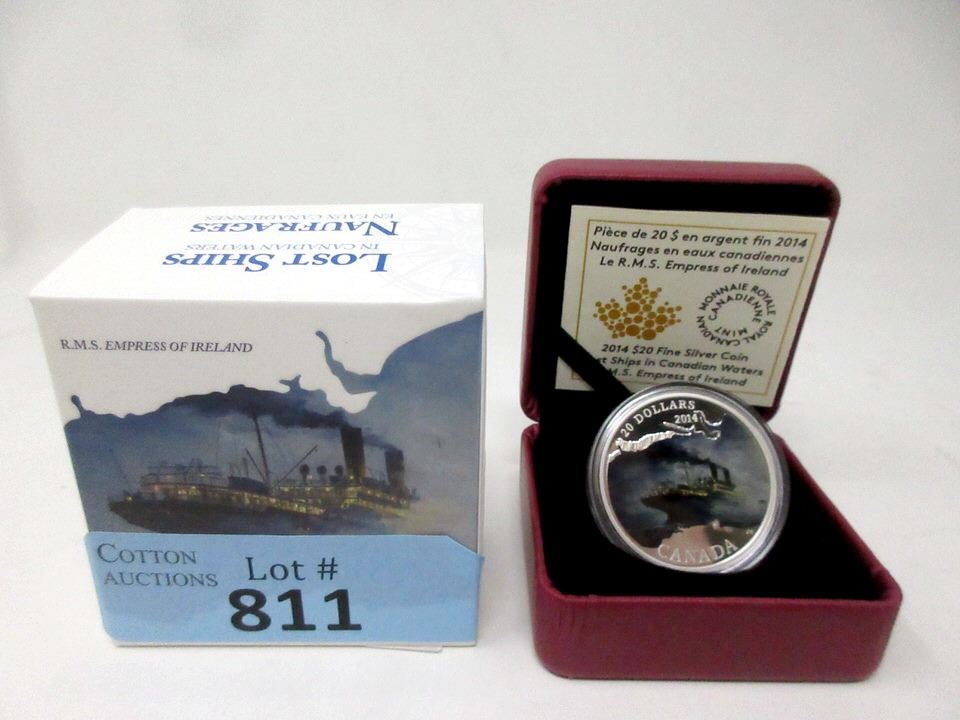 LOST SHIPS
IN CANADIAN WATERS
NAUFRAGES
EN EAUX CANADIENNES
R.M.S. EMPRESS OF IRELAND
COTTON
AUCTIONS
Lot #
811
Pièce de 20 $ en argent fin 2014
Naufrages en eaux canadiennes
Le R.M.S. Empress of Ireland
MONNAIE ROYALE CANADIENNE
ROYAL CANADIAN MINT
2014 $20 Fine Silver Coin
st Ships in Canadian Waters
M.S. Empress of Ireland
20 DOLLARS
2014
CANADA